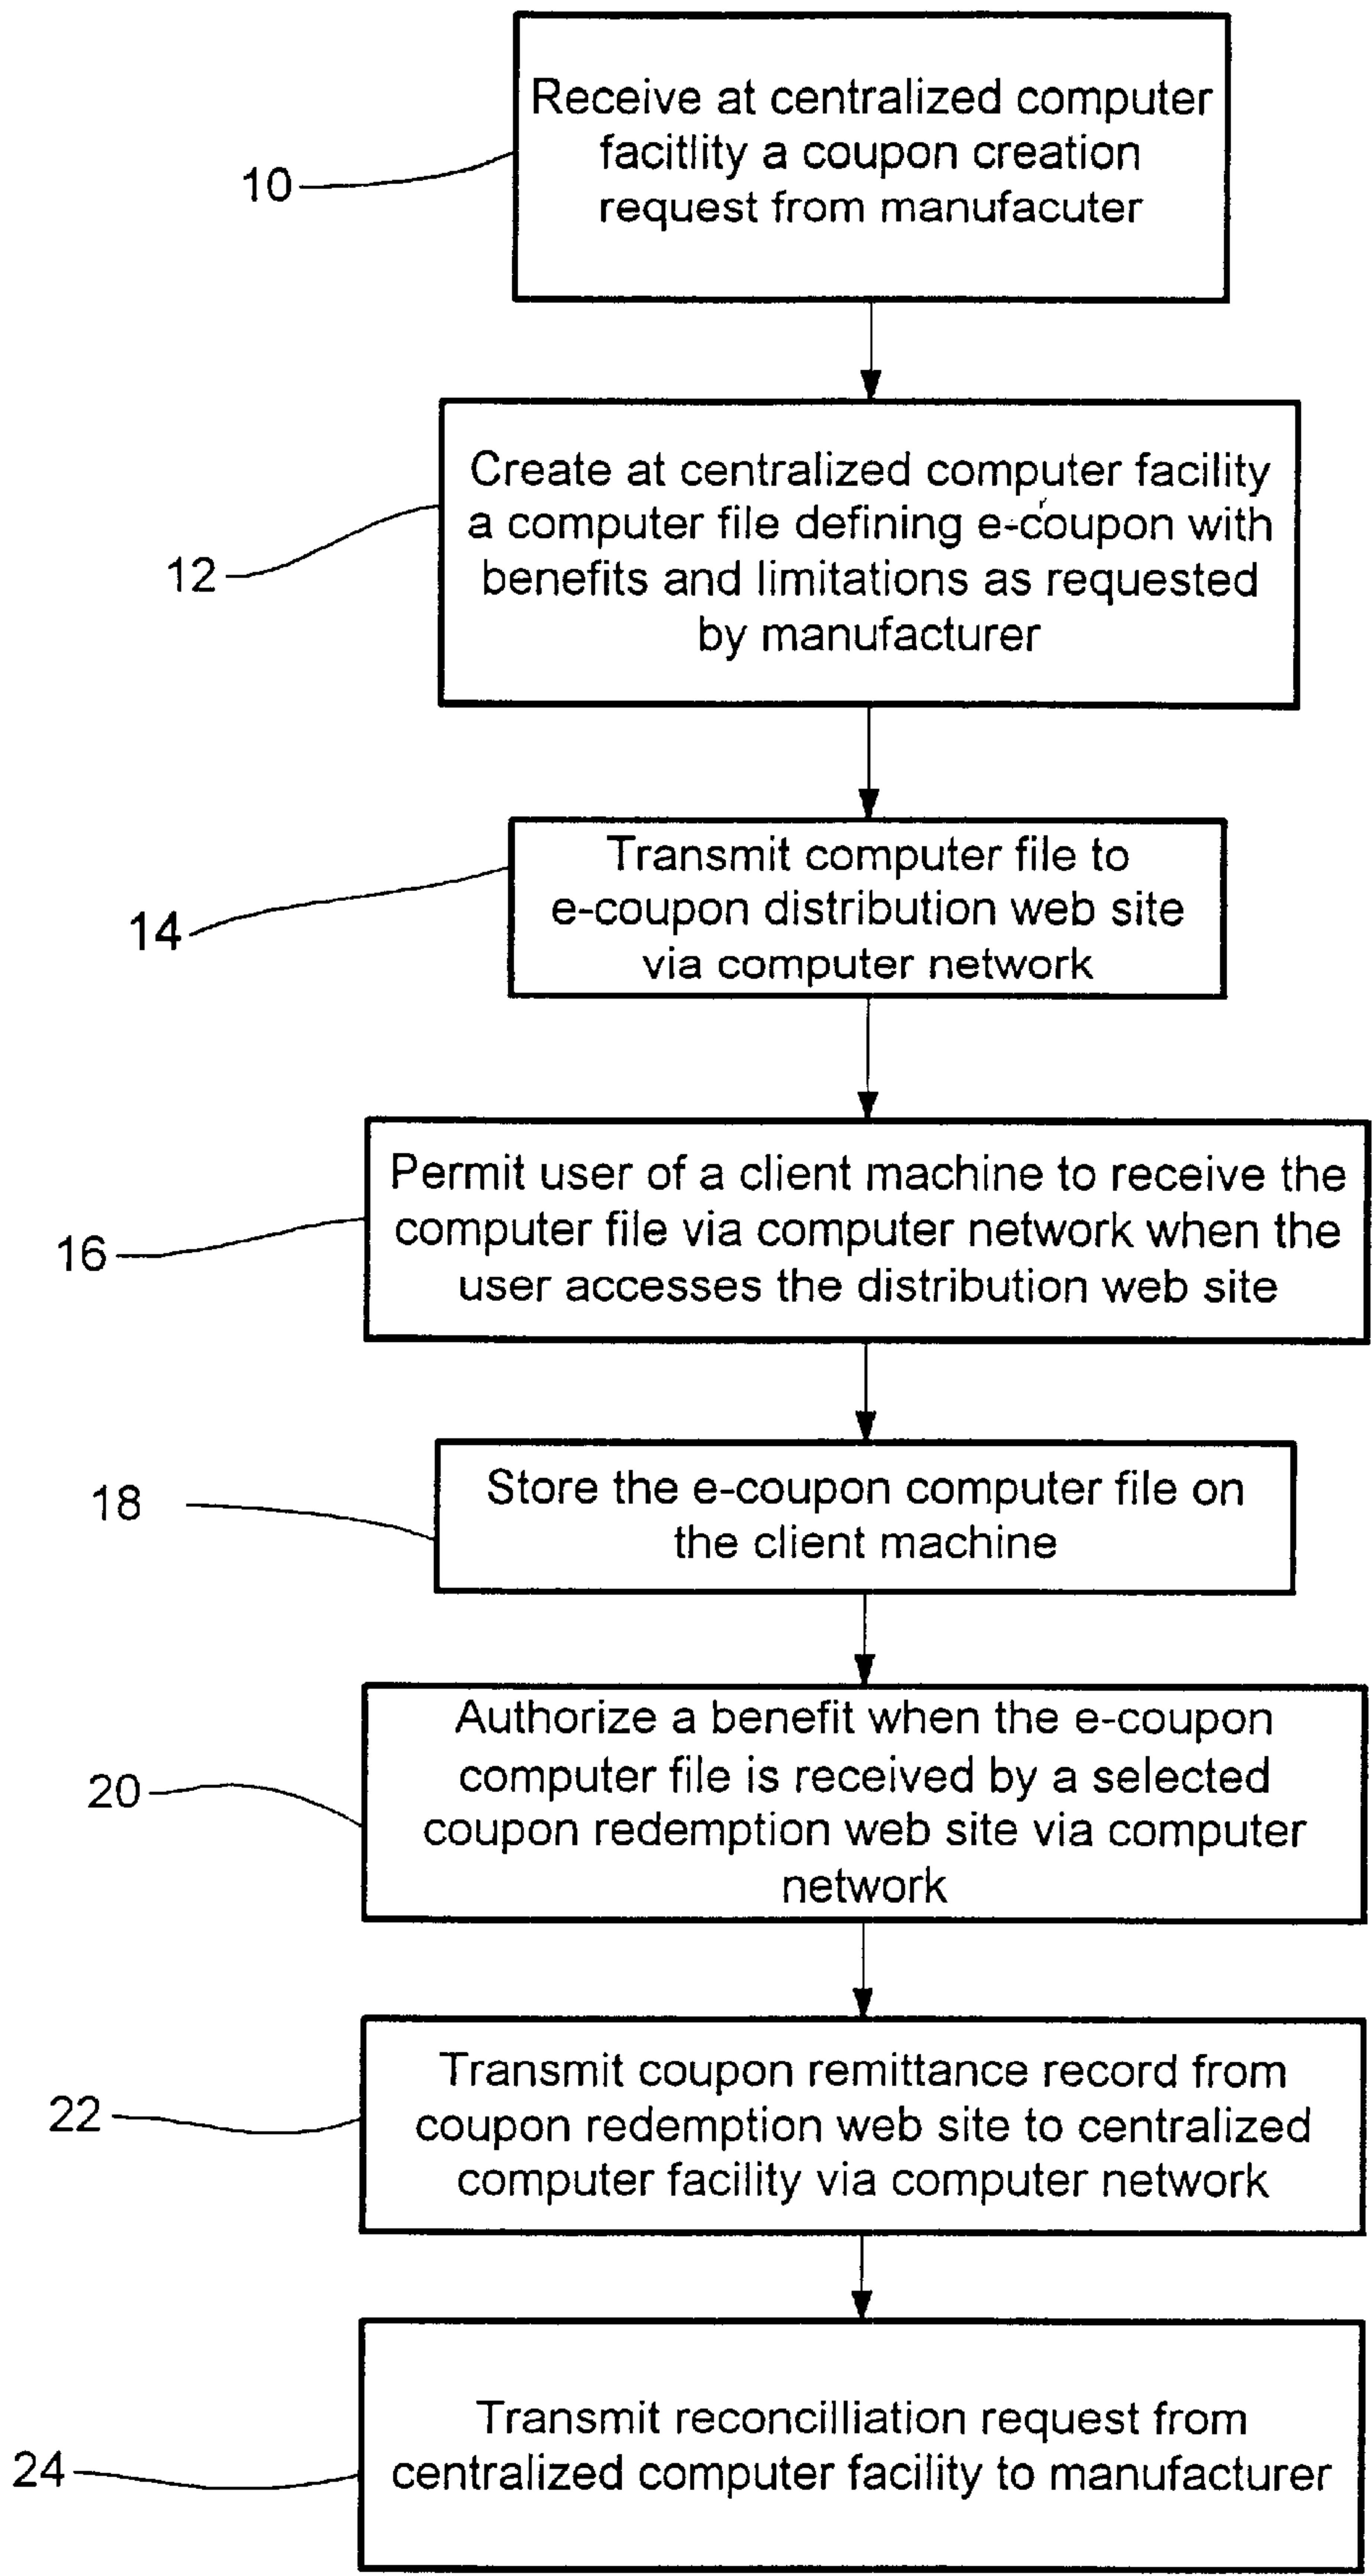 Receive at centralized computer
facitlity a coupon creation
request from manufacuter
10
Create at centralized computer facility
a computer file defining e-coupon with
benefits and limitations as requested
by manufacturer
12
Transmit computer file to
e-coupon distribution web site
via computer network
14
Permit user of a client machine to receive the
computer file via computer network when the
user accesses the distribution web site
16
Store the e-coupon computer file on
the client machine
18
Authorize a benefit when the e-coupon
computer file is received by a selected
coupon redemption web site via computer
network
20
Transmit coupon remittance record from
coupon redemption web site to centralized
computer facility via computer network
22
Transmit reconcilliation request from
centralized computer facility to manufacturer
24